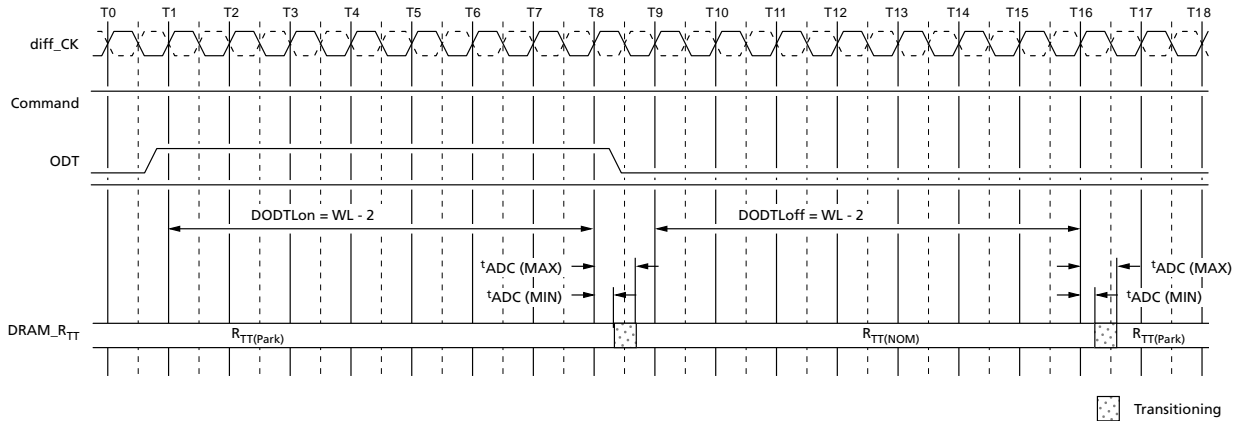 T0 T1 T2 T3 T4 T5 T6 T7 T8 T9 T10 T11 T12 T13 T14 T15 T16 T17 T18
diff_CK
Command
ODT
DODTLon = WL - 2
DODTLoff = WL - 2
tADC (MAX)
tADC (MAX)
tADC (MIN)
tADC (MIN)
DRAM_RTT
RTT(Park)
RTT(NOM)
RTT(Park)
Transitioning